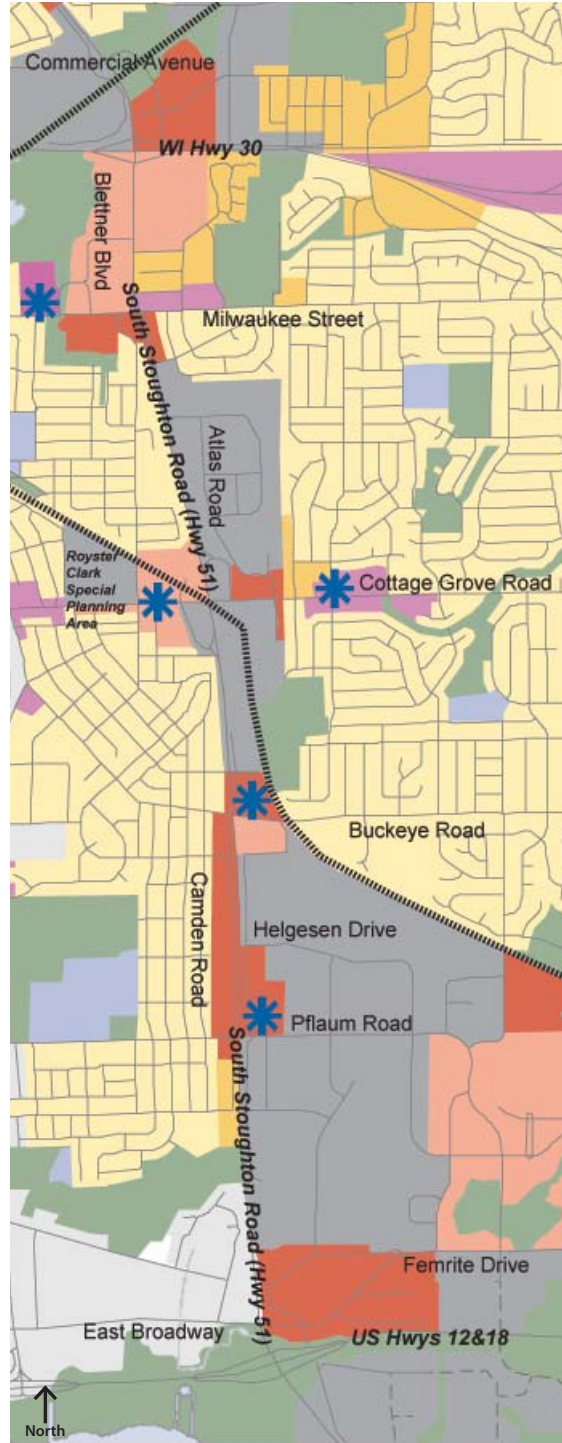 Commercial Avenue
WI Hwy 30
Blettner Blvd
South Stoughton Road (Hwy 51)
Milwaukee Street
Atlas Road
Royster
Clark
Special
Planning
Area
Cottage Grove Road
Buckeye Road
Camden Road
Helgesen Drive
Pflaum Road
South Stoughton Road (Hwy 51)
Femrite Drive
East Broadway
US Hwys 12&18
North